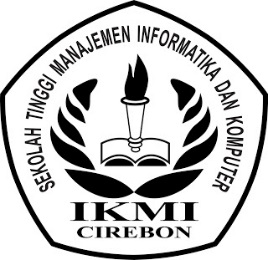 SEKOLAH TINGGI MANAJEMEN INFORMATIKA DAN KOMPUTER
IKMI
CIREBON